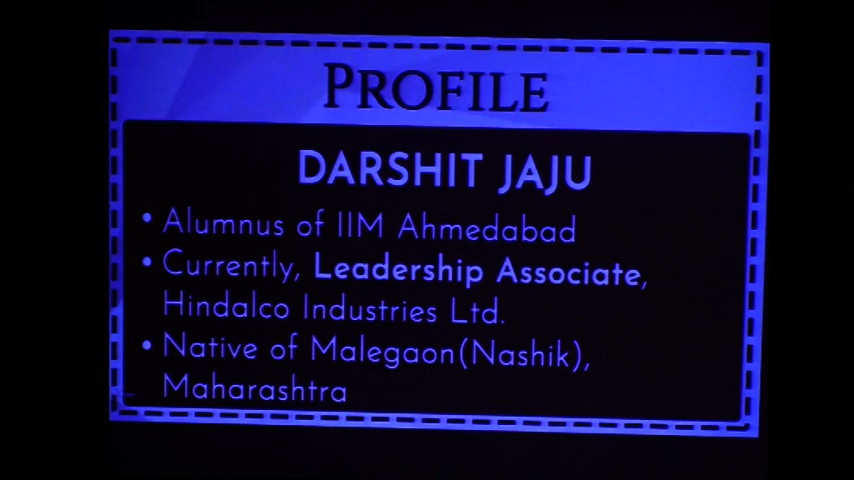 PROFILE
DARSHIT JAJU
• Alumnus of IIM Ahmedabad
• Currently, Leadership Associate,
Hindalco Industries Ltd.
• Native of Malegaon(Nashik),
Maharashtra